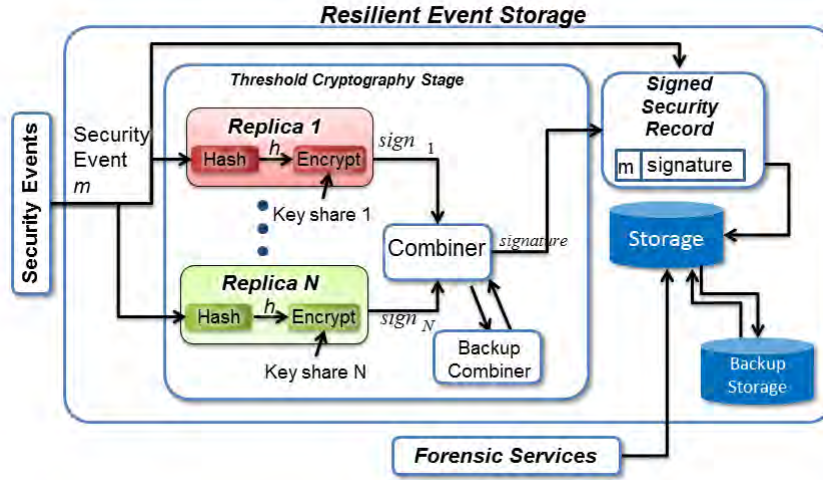 Resilient Event Storage
Threshold Cryptography Stage
Security Events
Security
Event
m
Replica 1
Hash
h
Encrypt
sign 1
Key share 1
Replica N
Hash
h
Encrypt
sign N
Key share N
Combiner
signature
Backup
Combiner
Signed
Security
Record
m signature
Storage
Backup
Storage
Forensic Services